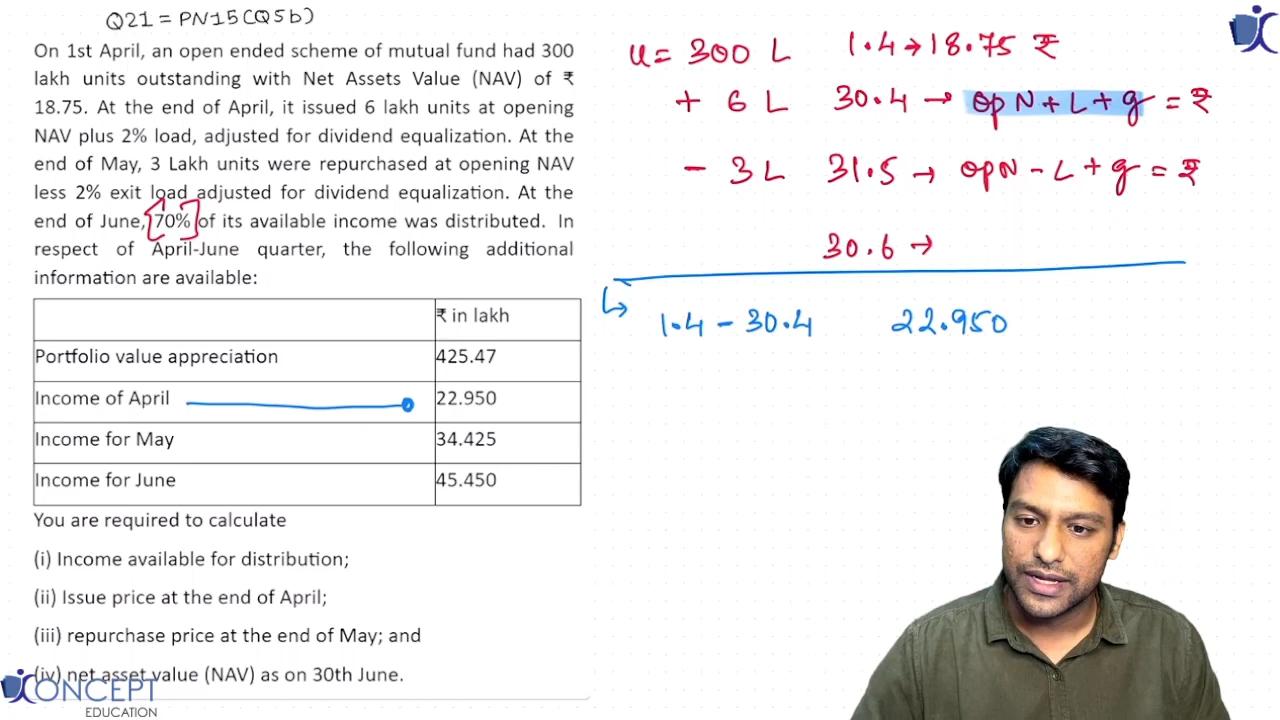 Q21 = PN15(Q5b)
On 1st April, an open ended scheme of mutual fund had 300
lakh units outstanding with Net Assets Value (NAV) of ₹
18.75. At the end of April, it issued 6 lakh units at opening
NAV plus 2% load, adjusted for dividend equalization. At the
end of May, 3 Lakh units were repurchased at opening NAV
less 2% exit load adjusted for dividend equalization. At the
end of June, 70% of its available income was distributed. In
respect of April-June quarter, the following additional
information are available:
₹ in lakh
Portfolio value appreciation 425.47
Income of April 22.950
Income for May 34.425
Income for June 45.450
You are required to calculate
(i) Income available for distribution;
(ii) Issue price at the end of April;
(iii) repurchase price at the end of May; and
(iv) net asset value (NAV) as on 30th June.
CONCEPT
EDUCATION
u = 300 L 1.4 → 18.75 ₹
+ 6 L 30.4 → op N + L + g = ₹
- 3 L 31.5 → op N - L + g = ₹
30.6 →
↳ 1.4 - 30.4 22.950